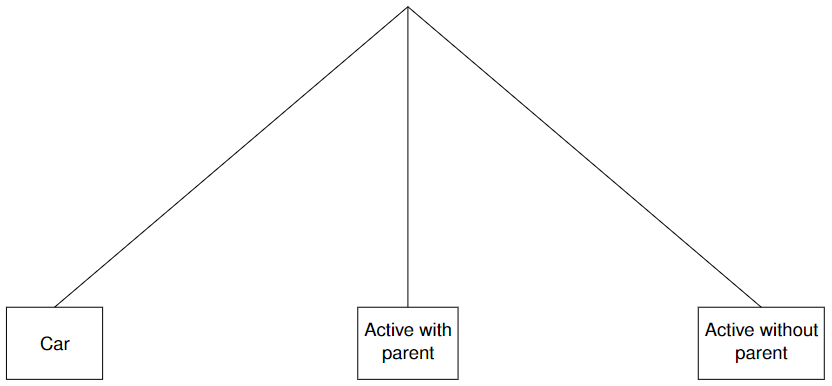 Car
Active with
parent
Active without
parent